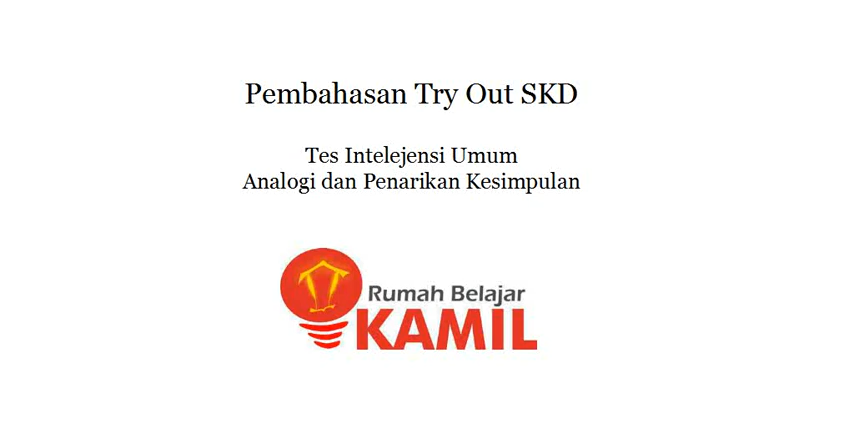 Pembahasan Try Out SKD
Tes Intelejensi Umum
Analogi dan Penarikan Kesimpulan
Rumah Belajar
KAMIL